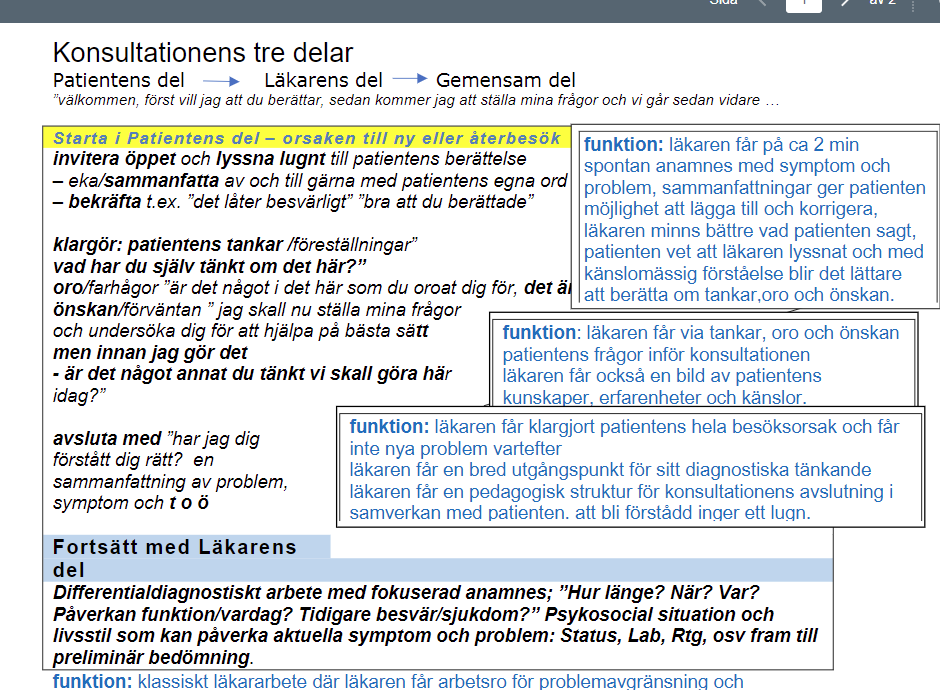 Sida 1 av 2
Konsultationens tre delar
Patientens del Läkarens del Gemensam del
”välkommen, först vill jag att du berättar, sedan kommer jag att ställa mina frågor och vi går sedan vidare …
Starta i Patientens del – orsaken till ny eller återbesök
invitera öppet och lyssna lugnt till patientens berättelse
– eka/sammanfatta av och till gärna med patientens egna ord
– bekräfta t.ex. ”det låter besvärligt” ”bra att du berättade”
klargör: patientens tankar /föreställningar”
vad har du själv tänkt om det här?”
oro/farhågor ”är det något i det här som du oroat dig för, det är
önskan/förväntan ” jag skall nu ställa mina frågor
och undersöka dig för att hjälpa på bästa sätt
men innan jag gör det
- är det något annat du tänkt vi skall göra här
idag?”
avsluta med ”har jag dig
förstått dig rätt? en
sammanfattning av problem,
symptom och t o ö
funktion: läkaren får på ca 2 min
spontan anamnes med symptom och
problem, sammanfattningar ger patienten
möjlighet att lägga till och korrigera,
läkaren minns bättre vad patienten sagt,
patienten vet att läkaren lyssnat och med
känslomässig förståelse blir det lättare
att berätta om tankar,oro och önskan.
funktion: läkaren får via tankar, oro och önskan
patientens frågor inför konsultationen
läkaren får också en bild av patientens
kunskaper, erfarenheter och känslor.
funktion: läkaren får klargjort patientens hela besöksorsak och får
inte nya problem vartefter
läkaren får en bred utgångspunkt för sitt diagnostiska tänkande
läkaren får en pedagogisk struktur för konsultationens avslutning i
samverkan med patienten. att bli förstådd inger ett lugn.
Fortsätt med Läkarens
del
Differentialdiagnostiskt arbete med fokuserad anamnes; ”Hur länge? När? Var?
Påverkan funktion/vardag? Tidigare besvär/sjukdom?” Psykosocial situation och
livsstil som kan påverka aktuella symptom och problem: Status, Lab, Rtg, osv fram till
preliminär bedömning.
funktion: klassiskt läkararbete där läkaren får arbetsro för problemavgränsning och